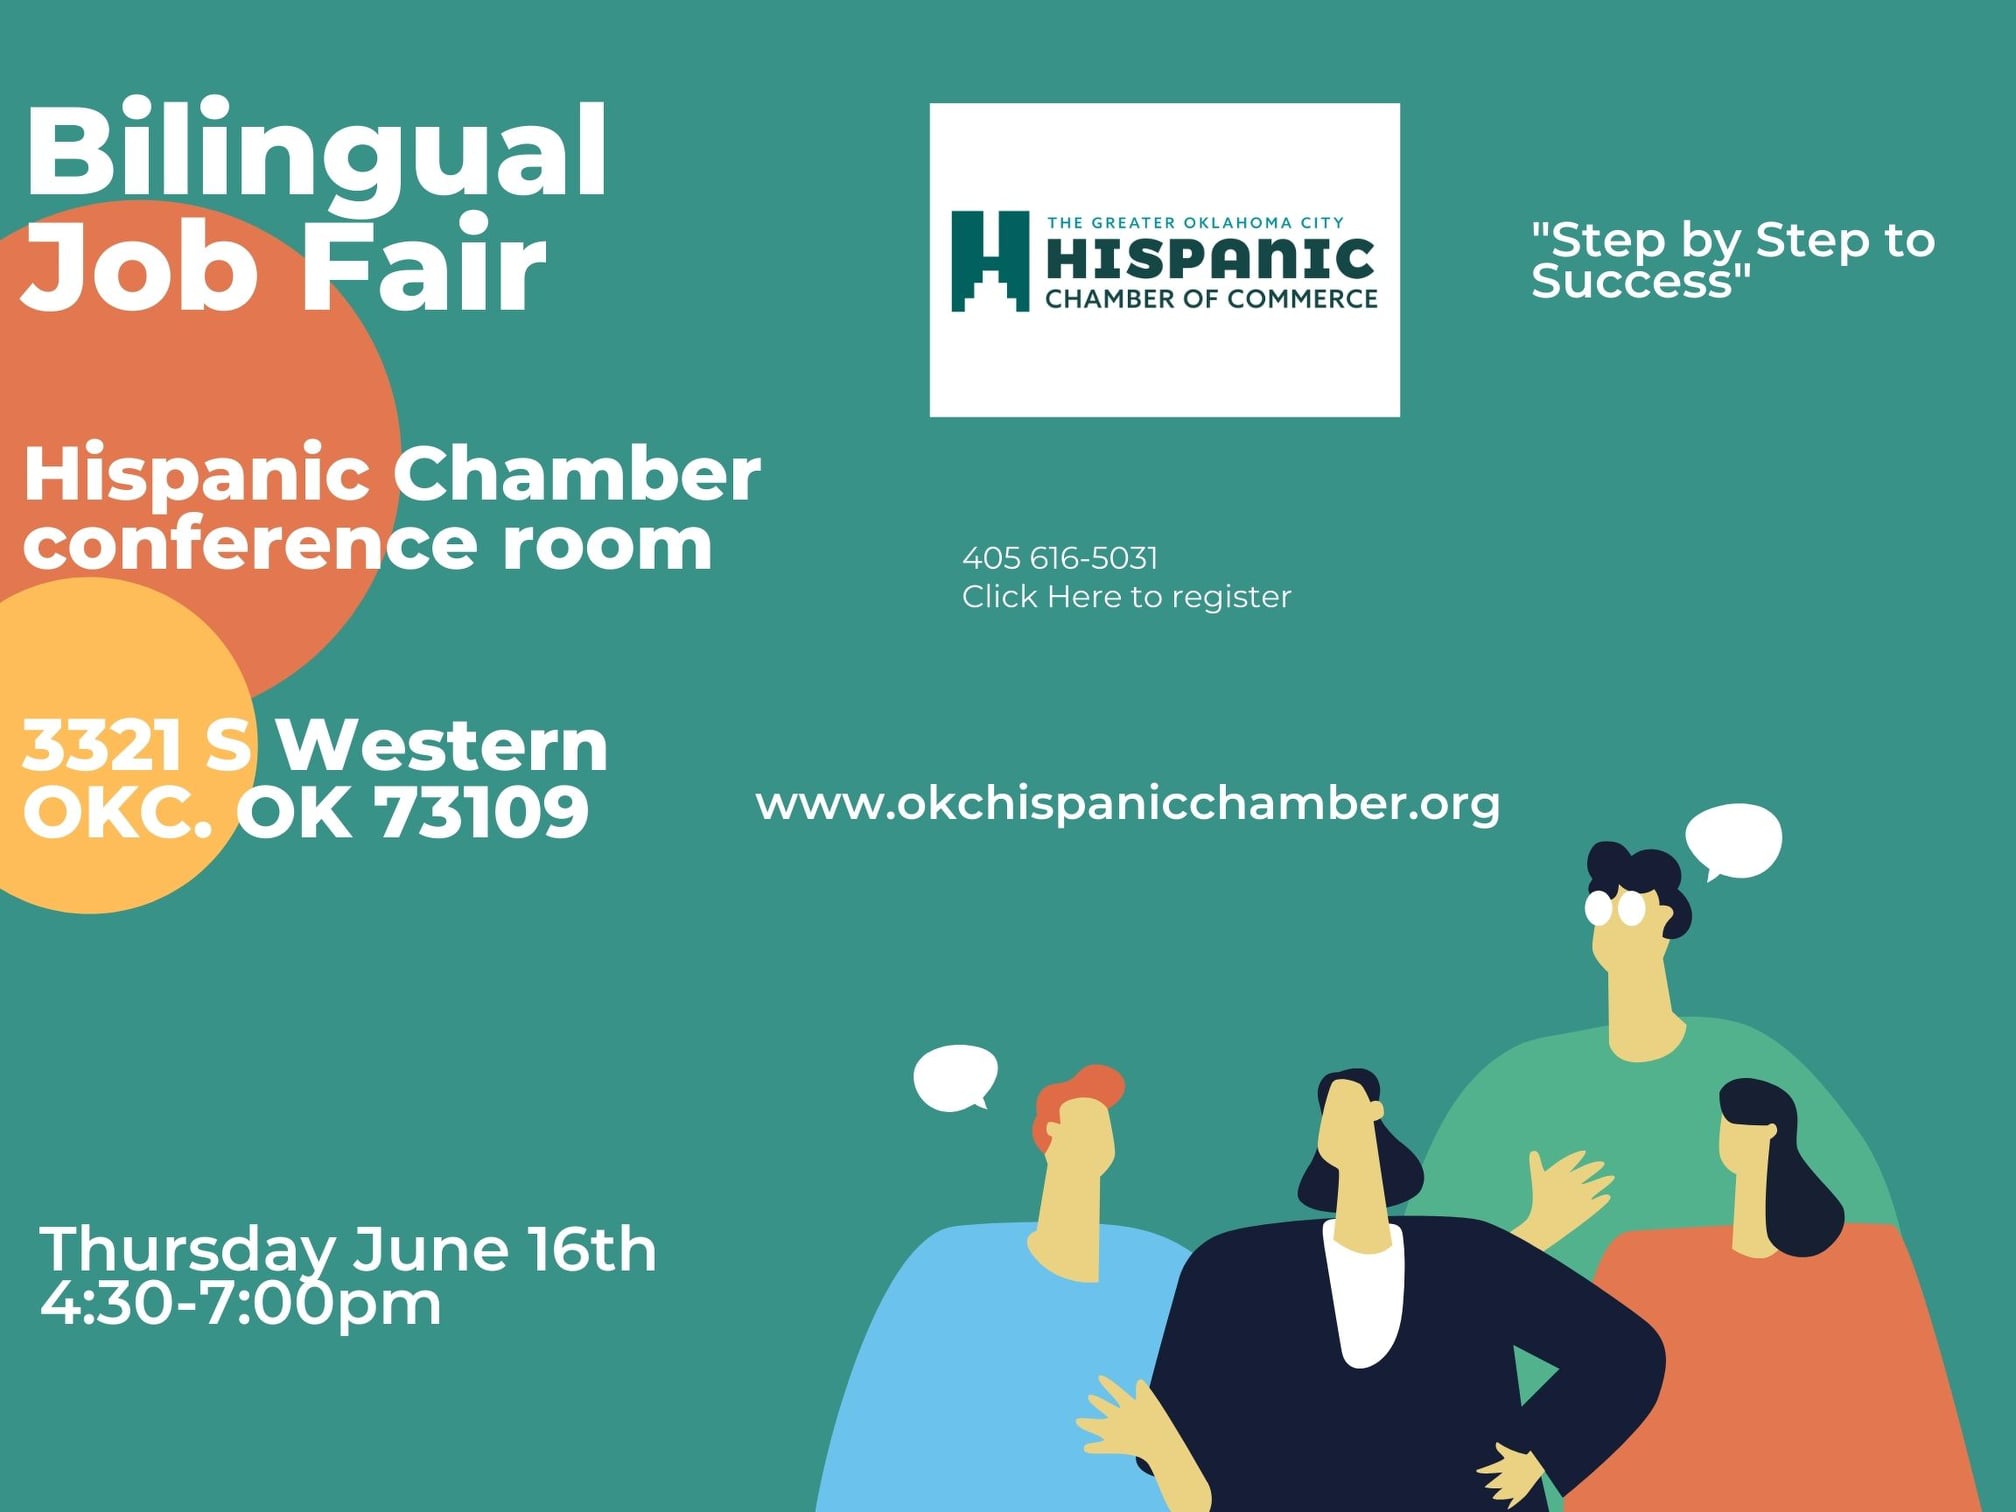 Bilingual
Job Fair
Hispanic Chamber
conference room
3321 S Western
OKC. OK 73109
Thursday June 16th
4:30-7:00pm
THE GREATER OKLAHOMA CITY
HISPANIC
CHAMBER OF COMMERCE
405 616-5031
Click Here to register
www.okchispanicchamber.org
"Step by Step to
Success"